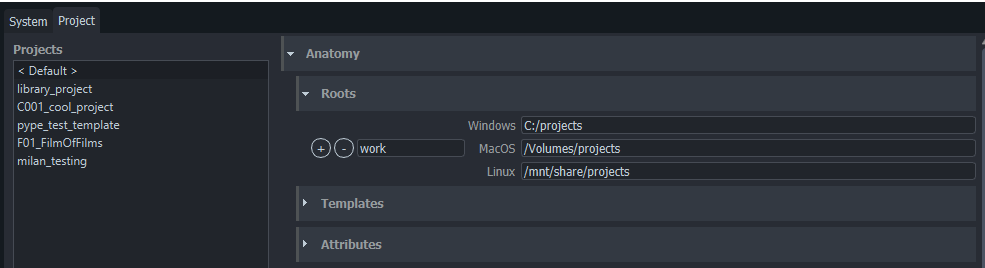 System Project
Projects
< Default >
library_project
C001_cool_project
pype_test_template
F01_FilmOfFilms
milan_testing
Anatomy
Roots
Windows C:/projects
+ - work MacOS /Volumes/projects
Linux /mnt/share/projects
Templates
Attributes